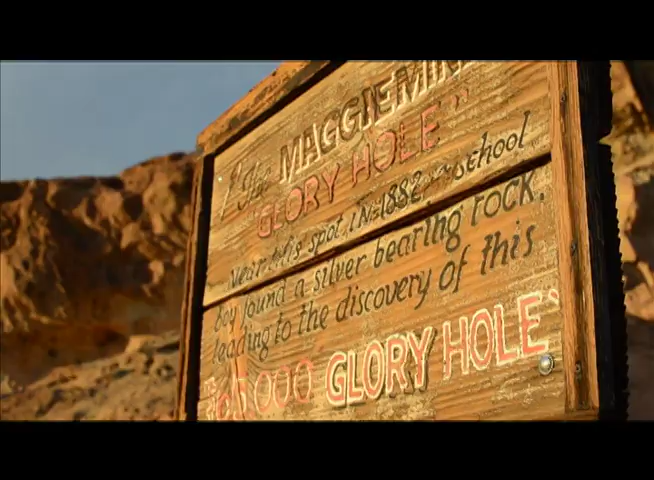 "The MAGGIE MINE
"GLORY HOLE"
Near this spot, iN=1882 ~ a school
boy found a silver bearing rock.
leading to the discovery of this
GLORY HOLE"